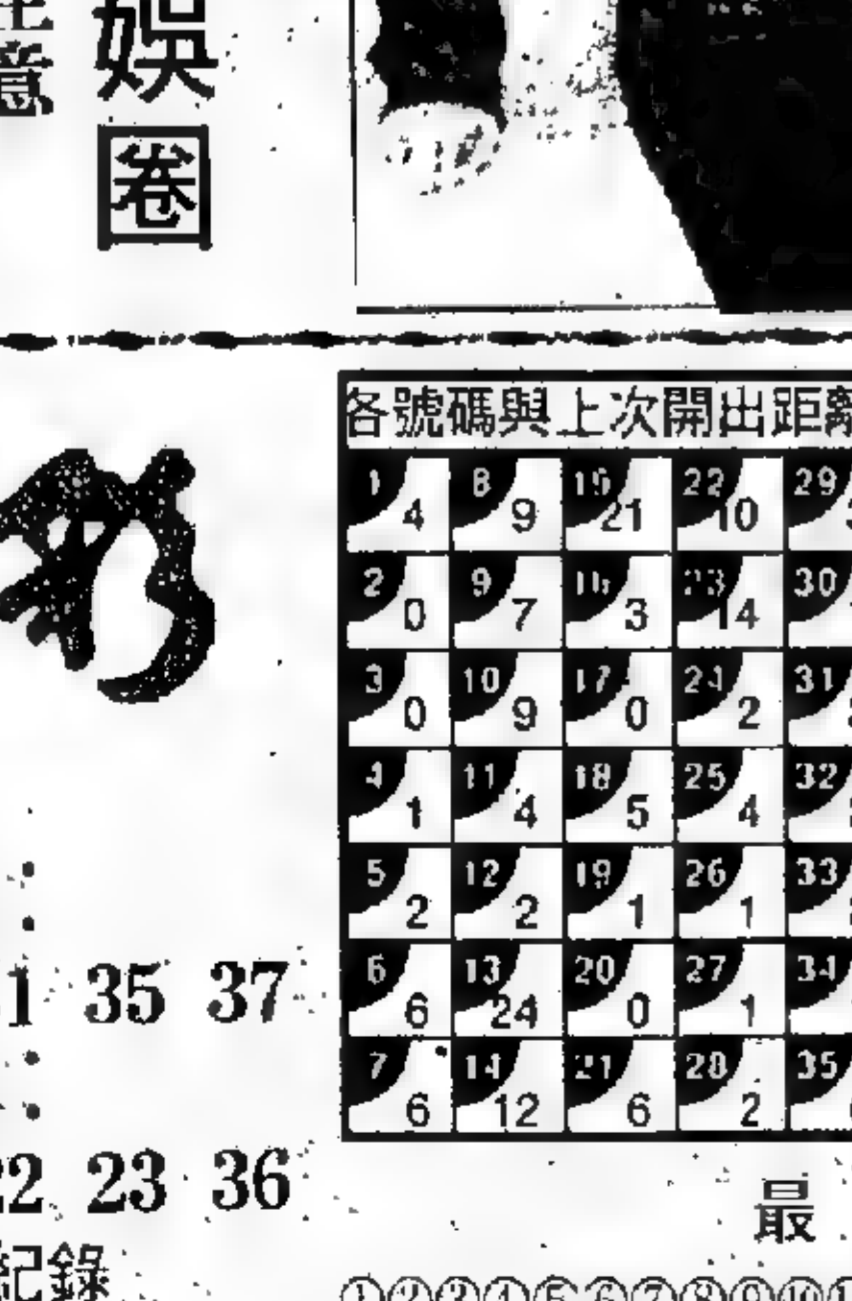 意
娛圈
各號碼與上次開出距離
1 4 8 9 15 21 22 10 29
2 0 9 7 16 3 23 14 30
3 0 10 9 17 0 24 2 31
4 1 11 4 18 5 25 4 32
5 2 12 2 19 1 26 1 33
6 6 13 24 20 0 27 1 34
7 6 14 12 21 6 28 2 35
彩
35 37
22 23 36
紀錄
最
①②③④⑤⑥⑦⑧⑨⑩